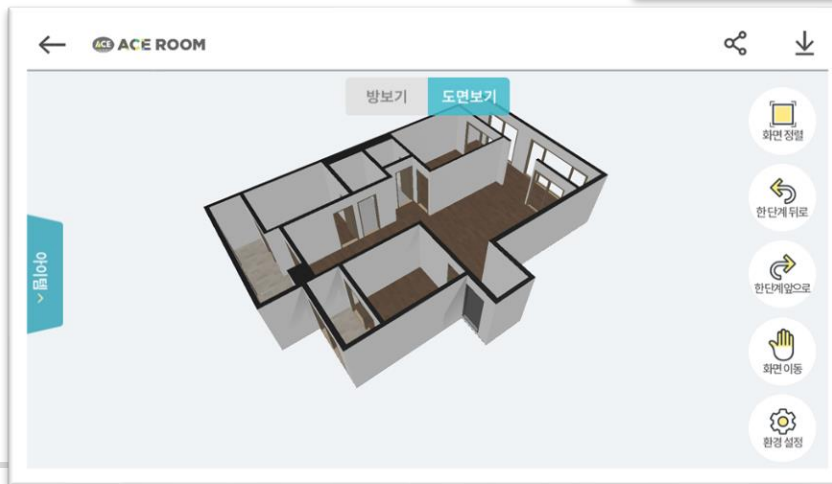 ACE ACE ROOM
방보기
도면보기
화면 정렬
한 단계 뒤로
한단계앞으로
화면 이동
환경 설정
아이템